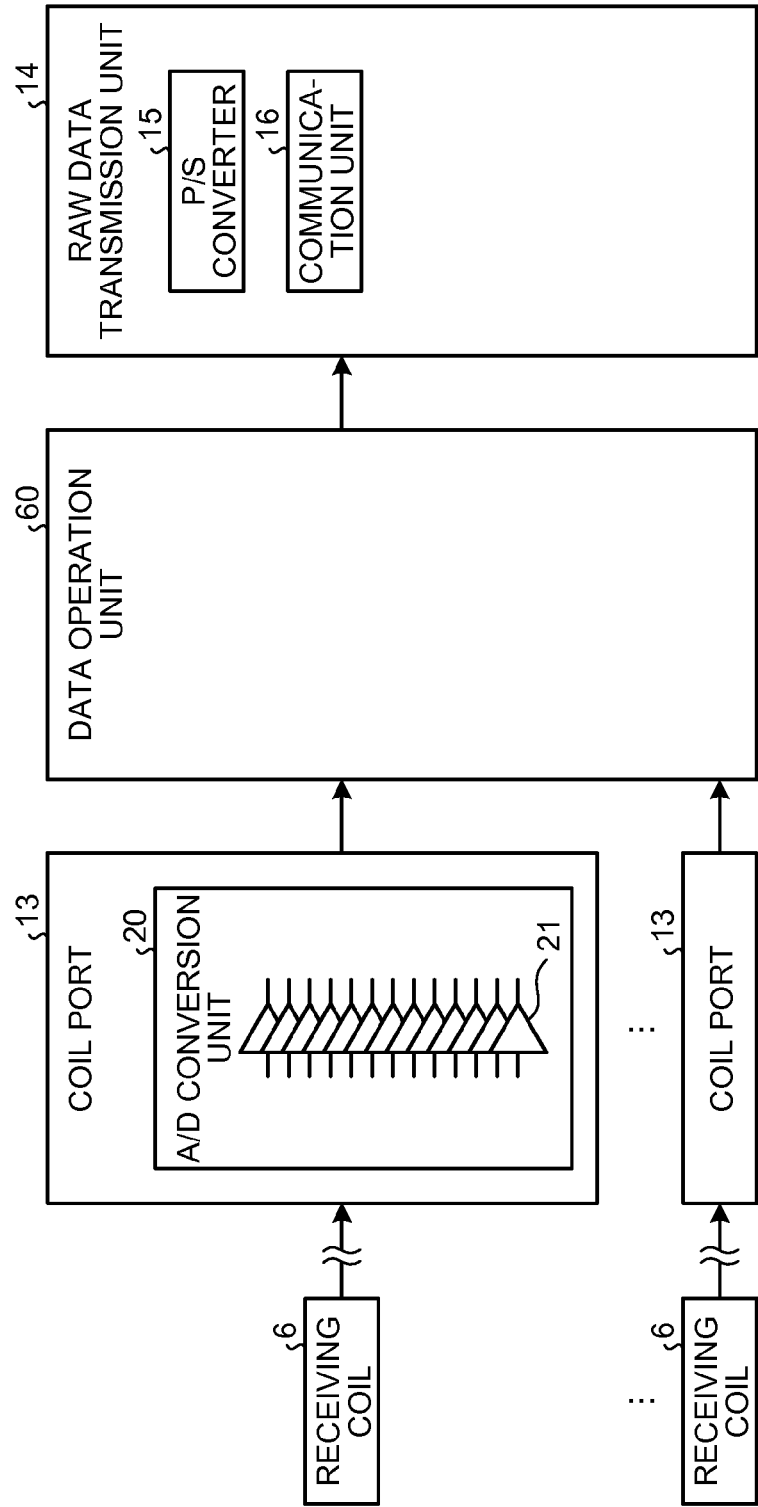 6
RECEIVING
COIL
13
COIL PORT
20
A/D CONVERSION
UNIT
21
60
DATA OPERATION
UNIT
14
RAW DATA
TRANSMISSION UNIT
15
P/S
CONVERTER
16
COMMUNICA-
TION UNIT
...
6
RECEIVING
COIL
...
13
COIL PORT